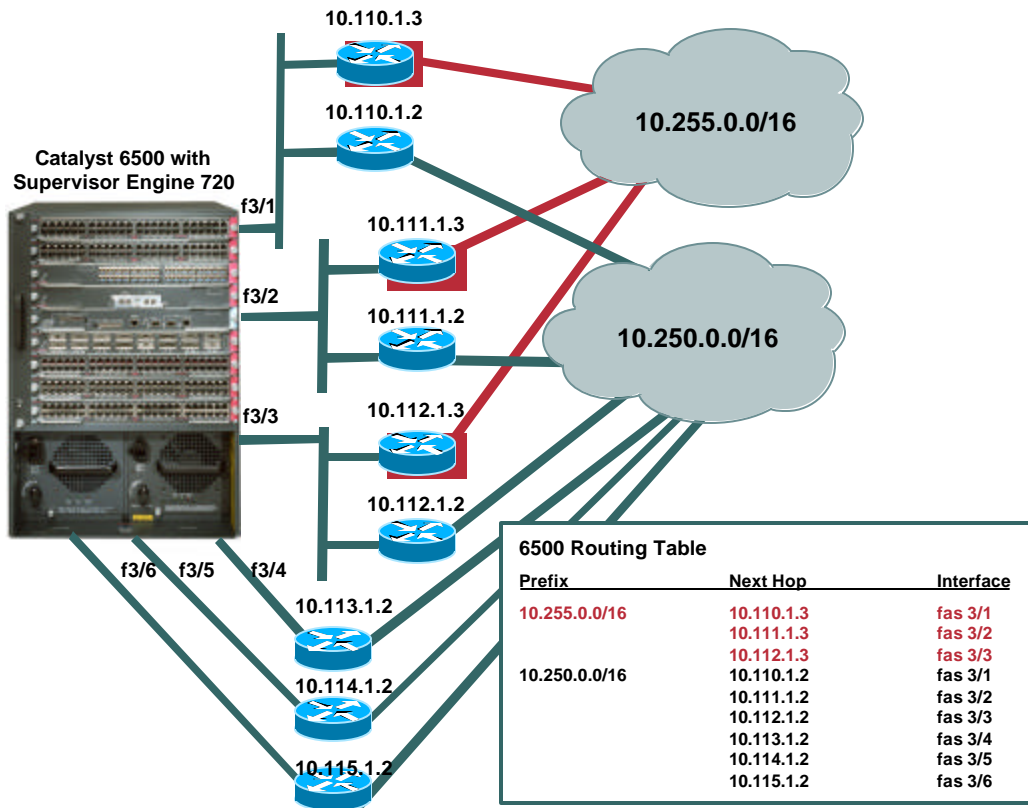 10.110.1.3
10.255.0.0/16
10.110.1.2
Catalyst 6500 with
Supervisor Engine 720
f3/1
10.111.1.3
f3/2
10.111.1.2
10.250.0.0/16
f3/3
10.112.1.3
10.112.1.2
f3/6
f3/5
f3/4
10.113.1.2
10.114.1.2
10.115.1.2
6500 Routing Table
Prefix Next Hop Interface
10.255.0.0/16 10.110.1.3 fas 3/1
10.111.1.3 fas 3/2
10.112.1.3 fas 3/3
10.250.0.0/16 10.110.1.2 fas 3/1
10.111.1.2 fas 3/2
10.112.1.2 fas 3/3
10.113.1.2 fas 3/4
10.114.1.2 fas 3/5
10.115.1.2 fas 3/6